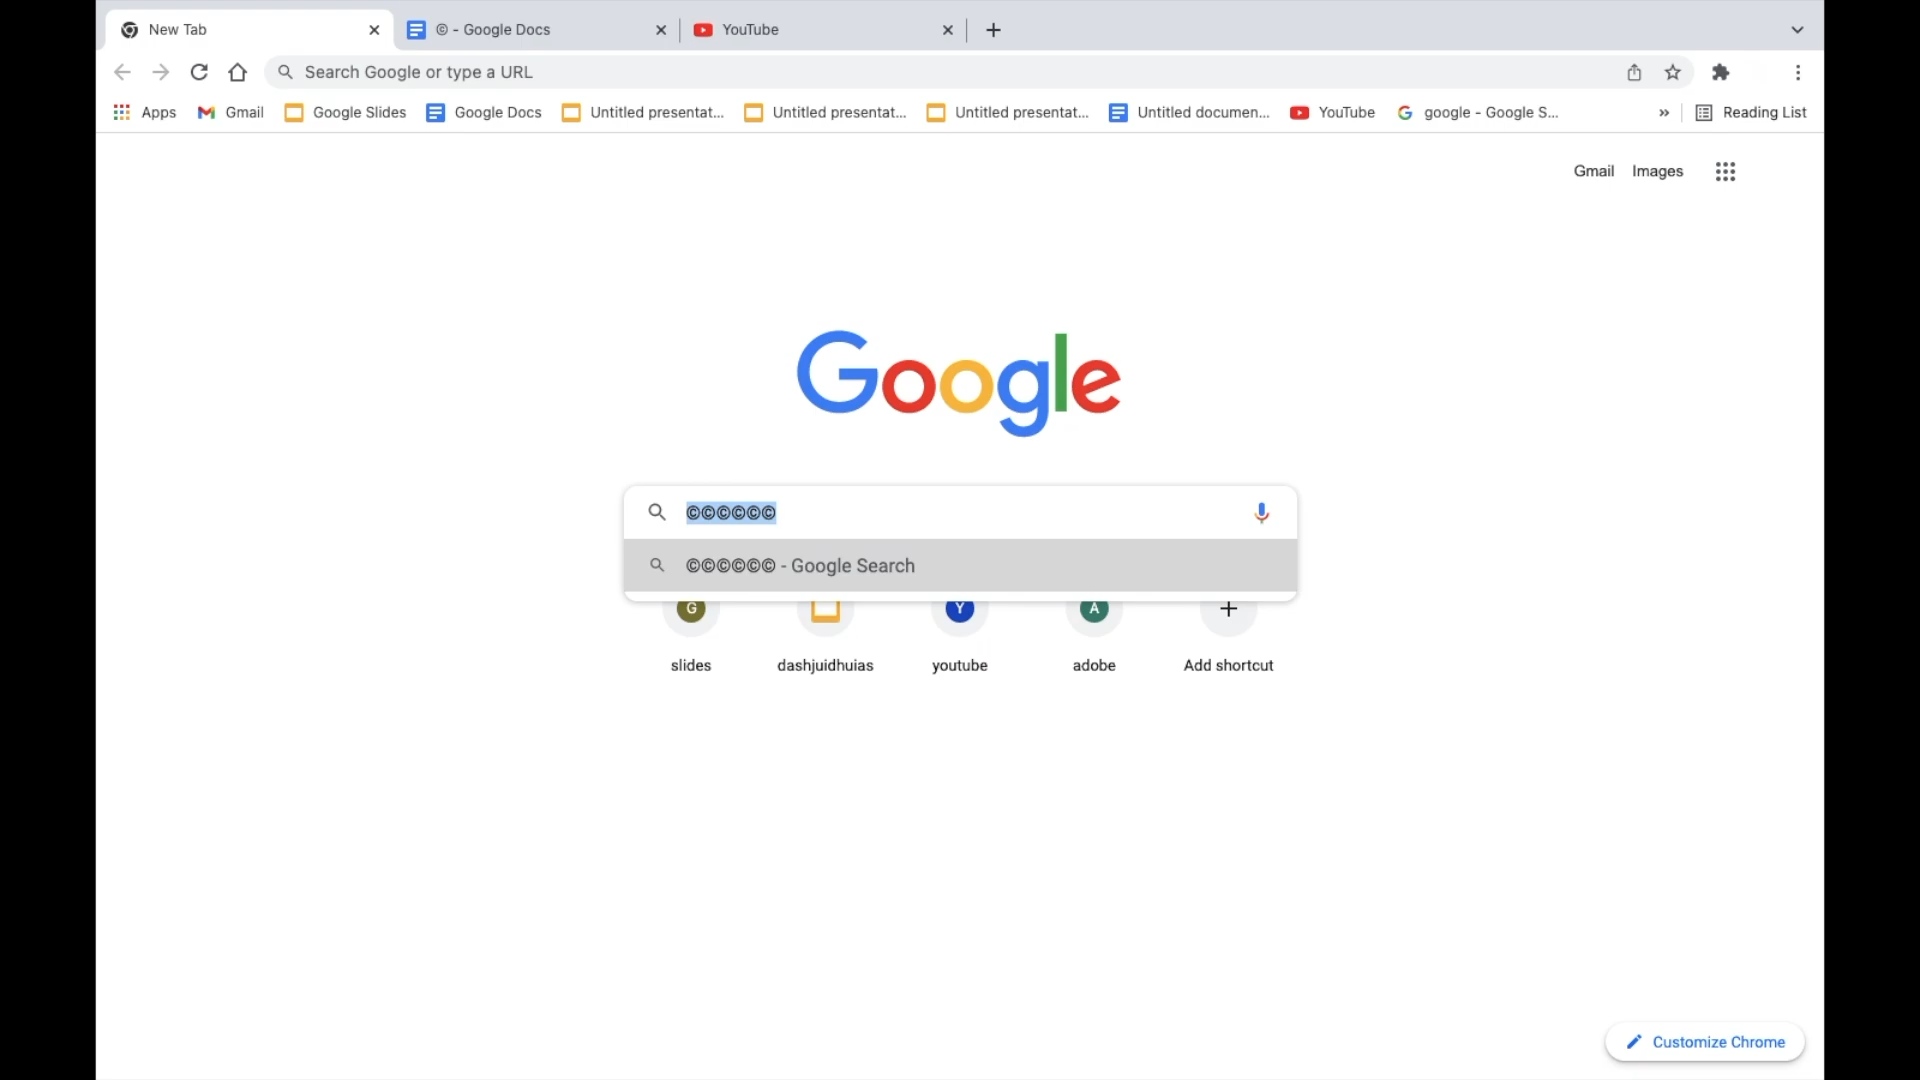 New Tab
© - Google Docs
YouTube
Search Google or type a URL
Apps
Gmail
Google Slides
Google Docs
Untitled presentat...
Untitled presentat...
Untitled presentat...
Untitled documen...
YouTube
google - Google S...
Reading List
Gmail
Images
Google
©©©©©©
©©©©©© - Google Search
G
Y
A
slides
dashjuidhuias
youtube
adobe
Add shortcut
Customize Chrome